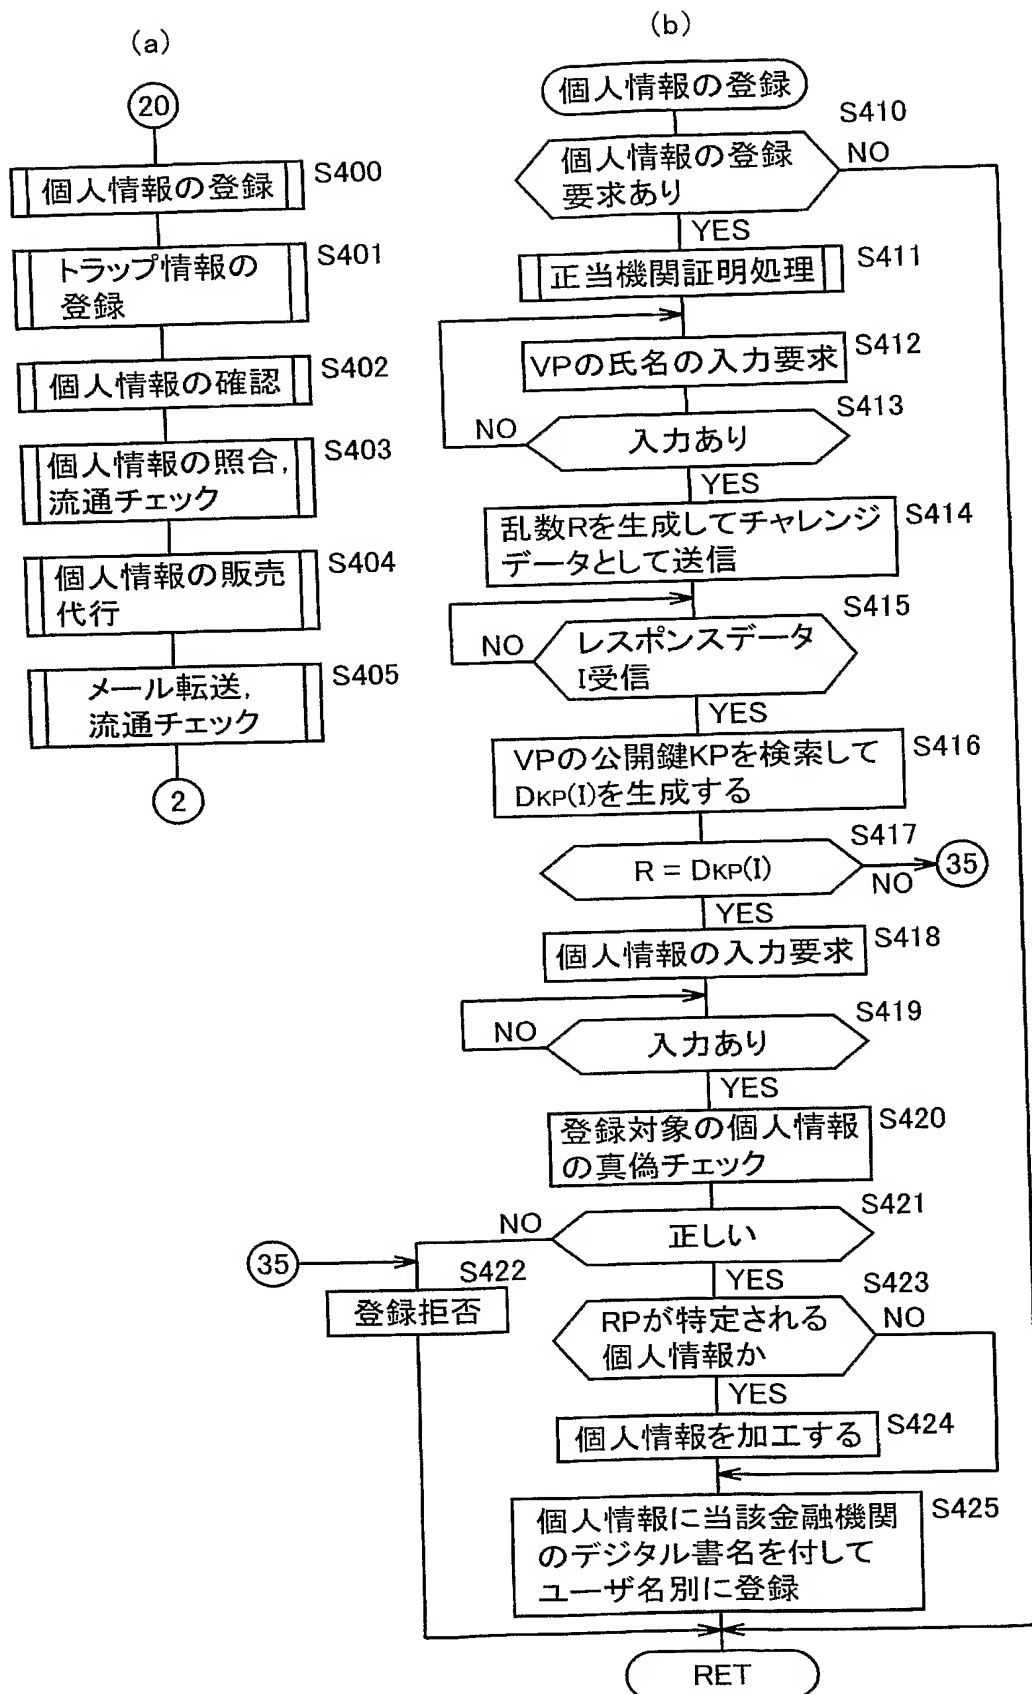 (a)
20
個人情報の登録
S400
トラップ情報の
登録
S401
個人情報の確認
S402
個人情報の照合,
流通チェック
S403
個人情報の販売
代行
S404
メール転送,
流通チェック
S405
2
(b)
個人情報の登録
S410
個人情報の登録
要求あり
NO
YES
正当機関証明処理
S411
VPの氏名の入力要求
S412
S413
NO
入力あり
YES
乱数Rを生成してチャレンジ
データとして送信
S414
S415
NO
レスポンスデータ
I受信
YES
VPの公開鍵KPを検索して
DKP(I)を生成する
S416
S417
R = DKP(I)
NO
35
YES
個人情報の入力要求
S418
S419
NO
入力あり
YES
登録対象の個人情報
の真偽チェック
S420
S421
NO
正しい
YES
35
S422
登録拒否
S423
RPが特定される
個人情報か
NO
YES
個人情報を加工する
S424
個人情報に当該金融機関
のデジタル書名を付して
ユーザ名別に登録
S425
RET